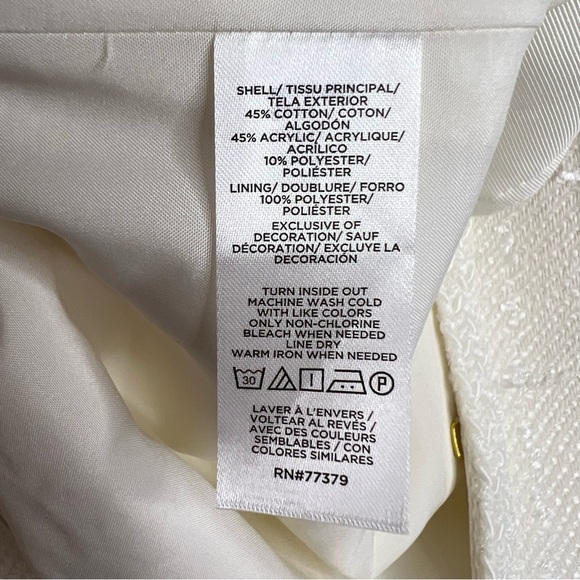 SHELL/ TISSU PRINCIPAL/
TELA EXTERIOR
45% COTTON/ COTON/
ALGODÓN
45% ACRYLIC/ ACRYLIQUE/
ACRÍLICO
10% POLYESTER/
POLIÉSTER
LINING/ DOUBLURE/ FORRO
100% POLYESTER/
POLIÉSTER
EXCLUSIVE OF
DECORATION/ SAUF
DÉCORATION/ EXCLUYE LA
DECORACIÓN
TURN INSIDE OUT
MACHINE WASH COLD
WITH LIKE COLORS
ONLY NON-CHLORINE
BLEACH WHEN NEEDED
LINE DRY
WARM IRON WHEN NEEDED
30 P
LAVER À L'ENVERS /
VOLTEAR AL REVÉS /
AVEC DES COULEURS
SEMBLABLES / CON
COLORES SIMILARES
RN#77379